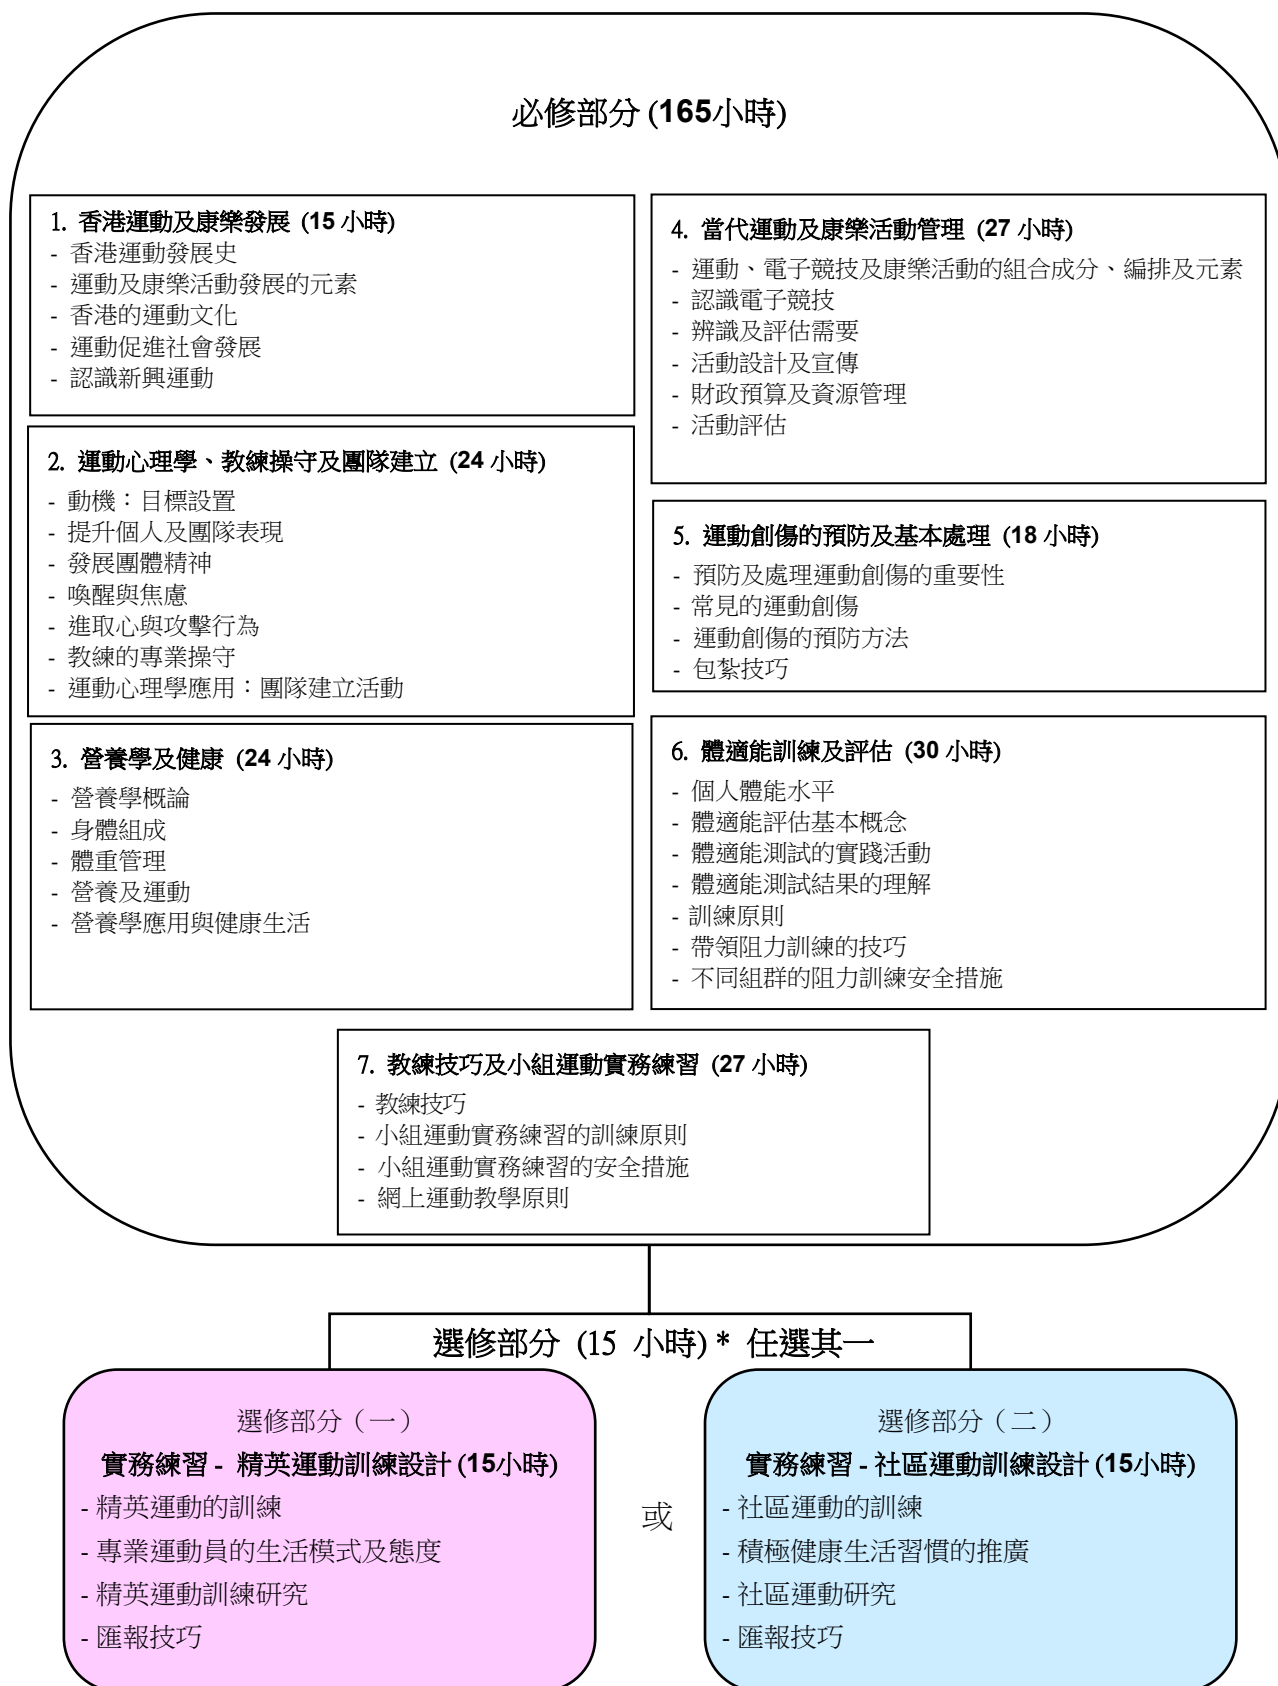 必修部分 (165小時)
1. 香港運動及康樂發展 (15 小時)
- 香港運動發展史
- 運動及康樂活動發展的元素
- 香港的運動文化
- 運動促進社會發展
- 認識新興運動
2. 運動心理學、教練操守及團隊建立 (24 小時)
- 動機：目標設置
- 提升個人及團隊表現
- 發展團體精神
- 喚醒與焦慮
- 進取心與攻擊行為
- 教練的專業操守
- 運動心理學應用：團隊建立活動
3. 營養學及健康 (24 小時)
- 營養學概論
- 身體組成
- 體重管理
- 營養及運動
- 營養學應用與健康生活
4. 當代運動及康樂活動管理 (27 小時)
- 運動、電子競技及康樂活動的組合成分、編排及元素
- 認識電子競技
- 辨識及評估需要
- 活動設計及宣傳
- 財政預算及資源管理
- 活動評估
5. 運動創傷的預防及基本處理 (18 小時)
- 預防及處理運動創傷的重要性
- 常見的運動創傷
- 運動創傷的預防方法
- 包紮技巧
6. 體適能訓練及評估 (30 小時)
- 個人體能水平
- 體適能評估基本概念
- 體適能測試的實踐活動
- 體適能測試結果的理解
- 訓練原則
- 帶領阻力訓練的技巧
- 不同組群的阻力訓練安全措施
7. 教練技巧及小組運動實務練習 (27 小時)
- 教練技巧
- 小組運動實務練習的訓練原則
- 小組運動實務練習的安全措施
- 網上運動教學原則
選修部分 (15 小時) * 任選其一
選修部分（一）
實務練習 - 精英運動訓練設計 (15小時)
- 精英運動的訓練
- 專業運動員的生活模式及態度
- 精英運動訓練研究
- 匯報技巧
或
選修部分（二）
實務練習 - 社區運動訓練設計 (15小時)
- 社區運動的訓練
- 積極健康生活習慣的推廣
- 社區運動研究
- 匯報技巧